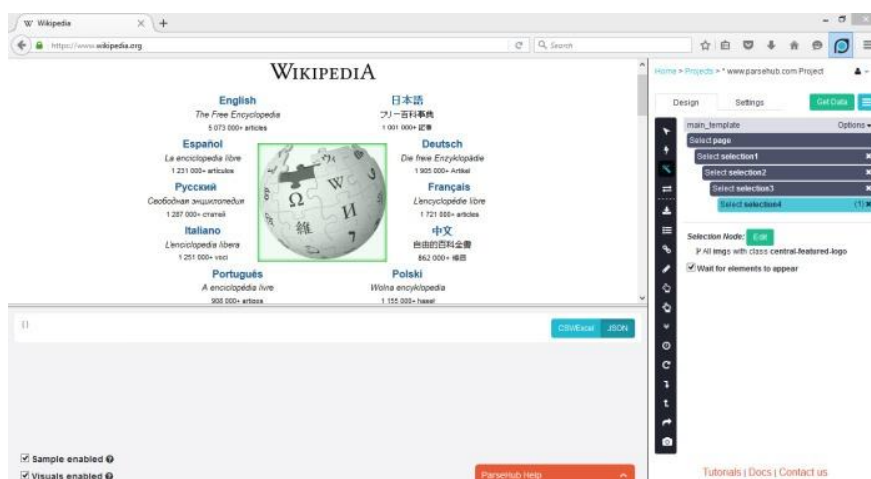 Wikipedia
https://www.wikipedia.org
Search
WIKIPEDIA
English
The Free Encyclopedia
5 073 000+ articles
日本語
フリー百科事典
1 001 000+ 記事
Español
La enciclopedia libre
1 231 000+ artículos
Deutsch
Die freie Enzyklopädie
1 905 000+ Artikel
Русский
Свободная энциклопедия
1 287 000+ статей
Français
L'encyclopédie libre
1 721 000+ articles
Italiano
L'enciclopedia libera
1 251 000+ voci
中文
自由的百科全書
862 000+ 條目
Português
A enciclopédia livre
908 000+ artigos
Polski
Wolna encyklopedia
1 155 000+ haseł
W
Ω
И
維
{}
CSV/Excel JSON
Sample enabled
Visuals enabled
ParseHub Help
Home > Projects > * www.parsehub.com Project
Design Settings Get Data
main_template Options
Select page
Select selection1
Select selection2
Select selection3
Select selection4 (1)
Selection Node: Edit
All imgs with class central-featured-logo
Wait for elements to appear
Tutorials | Docs | Contact us